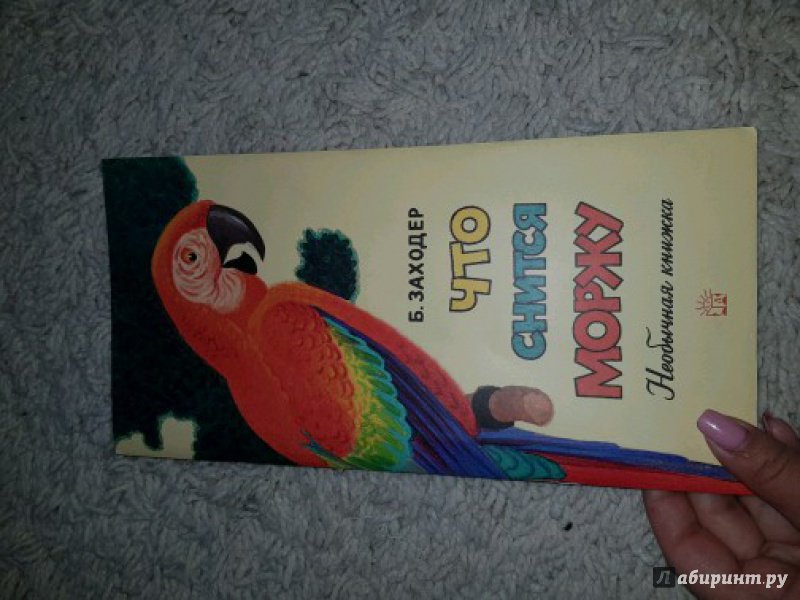 Б. ЗАХОДЕР
ЧТО
СНИТСЯ
МОРЖУ
Необычная книжка
Лабиринт.ру